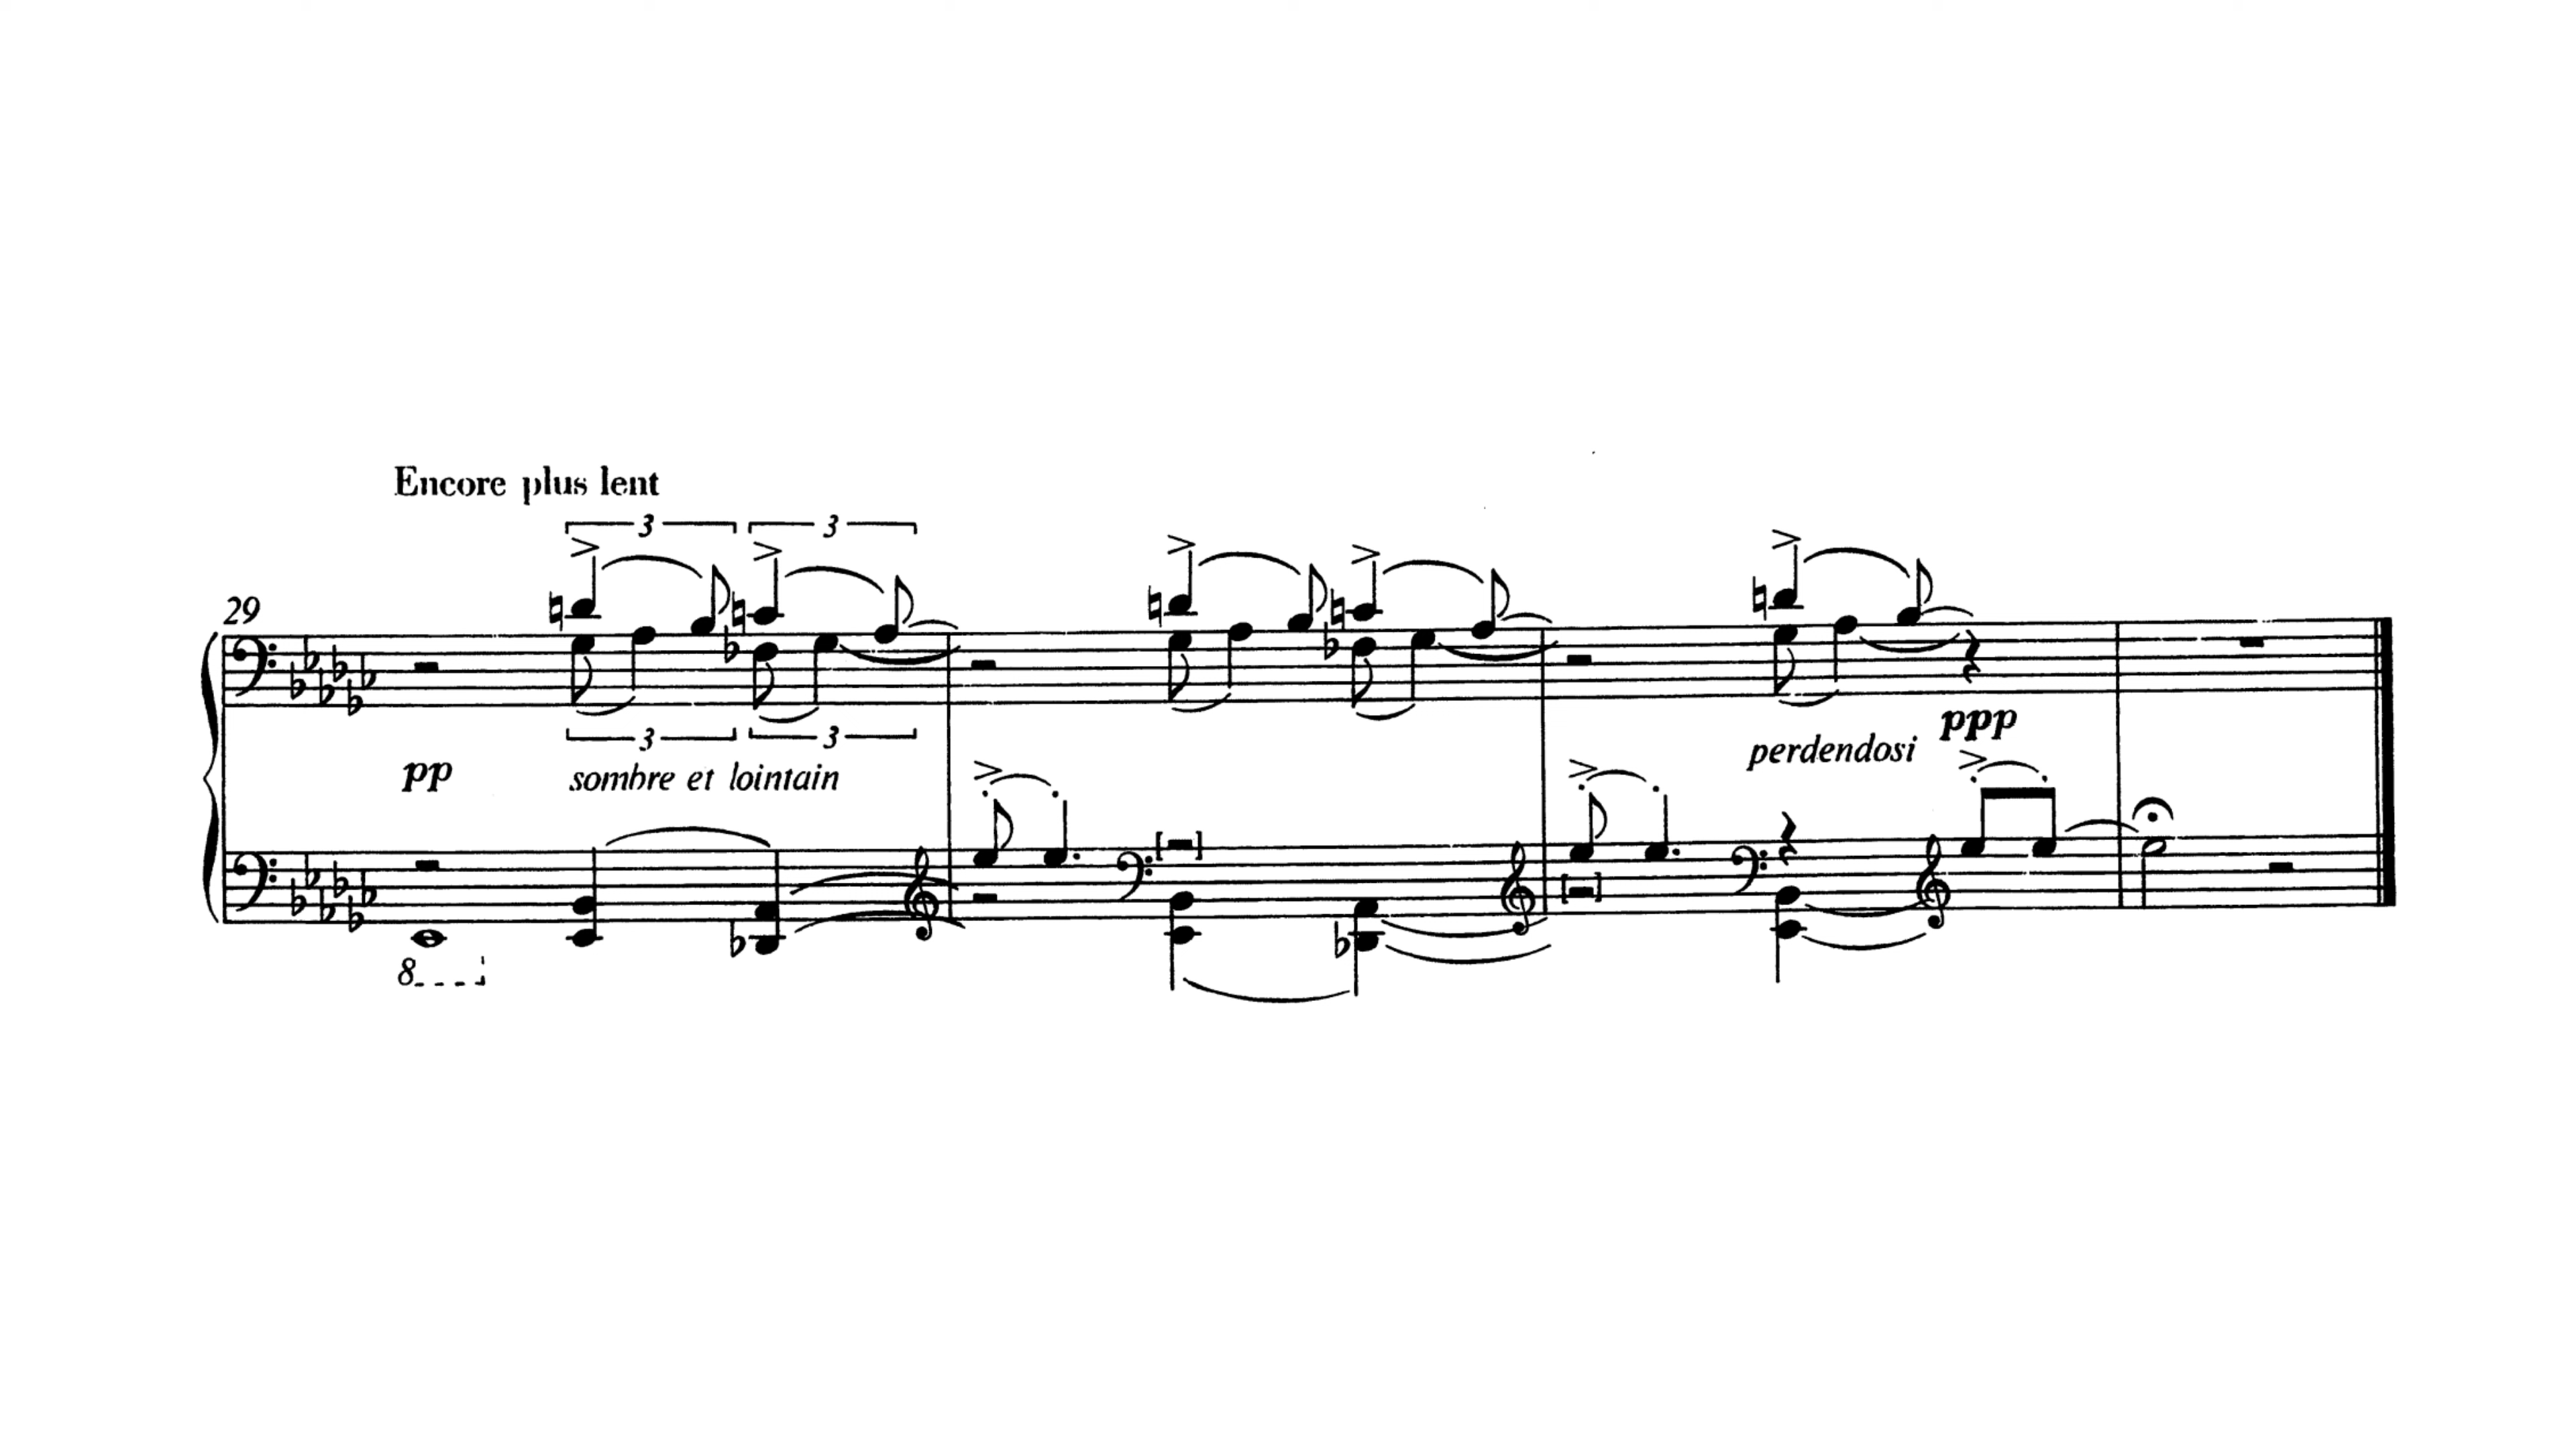 Encore plus lent
3 3
29
3 3
pp sombre et lointain perdendosi ppp
8